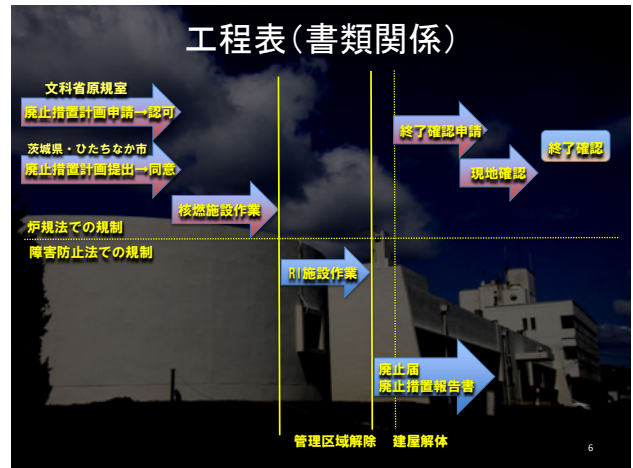 工程表(書類関係)
文科省原規室
廃止措置計画申請→認可
茨城県・ひたちなか市
廃止措置計画提出→同意
終了確認申請
終了確認
現地確認
核燃施設作業
炉規法での規制
障害防止法での規制
RI施設作業
廃止届
廃止措置報告書
管理区域解除
建屋解体
6